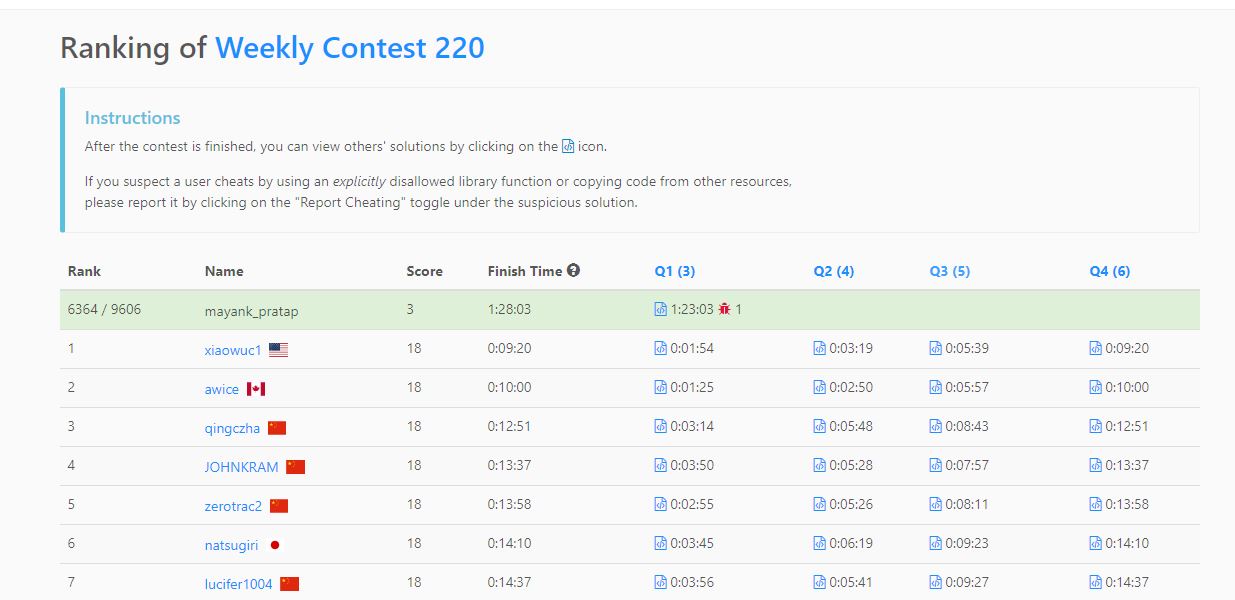 Ranking of Weekly Contest 220
Instructions
After the contest is finished, you can view others' solutions by clicking on the icon.
If you suspect a user cheats by using an explicitly disallowed library function or copying code from other resources,
please report it by clicking on the "Report Cheating" toggle under the suspicious solution.
Rank Name Score Finish Time Q1 (3) Q2 (4) Q3 (5) Q4 (6)
6364 / 9606 mayank_pratap 3 1:28:03 1:23:03 1
1 xiaowuc1 18 0:09:20 0:01:54 0:03:19 0:05:39 0:09:20
2 awice 18 0:10:00 0:01:25 0:02:50 0:05:57 0:10:00
3 qingczha 18 0:12:51 0:03:14 0:05:48 0:08:43 0:12:51
4 JOHNKRAM 18 0:13:37 0:03:50 0:05:28 0:07:57 0:13:37
5 zerotrac2 18 0:13:58 0:02:55 0:05:26 0:08:11 0:13:58
6 natsugiri 18 0:14:10 0:03:45 0:06:19 0:09:23 0:14:10
7 lucifer1004 18 0:14:37 0:03:56 0:05:41 0:09:27 0:14:37